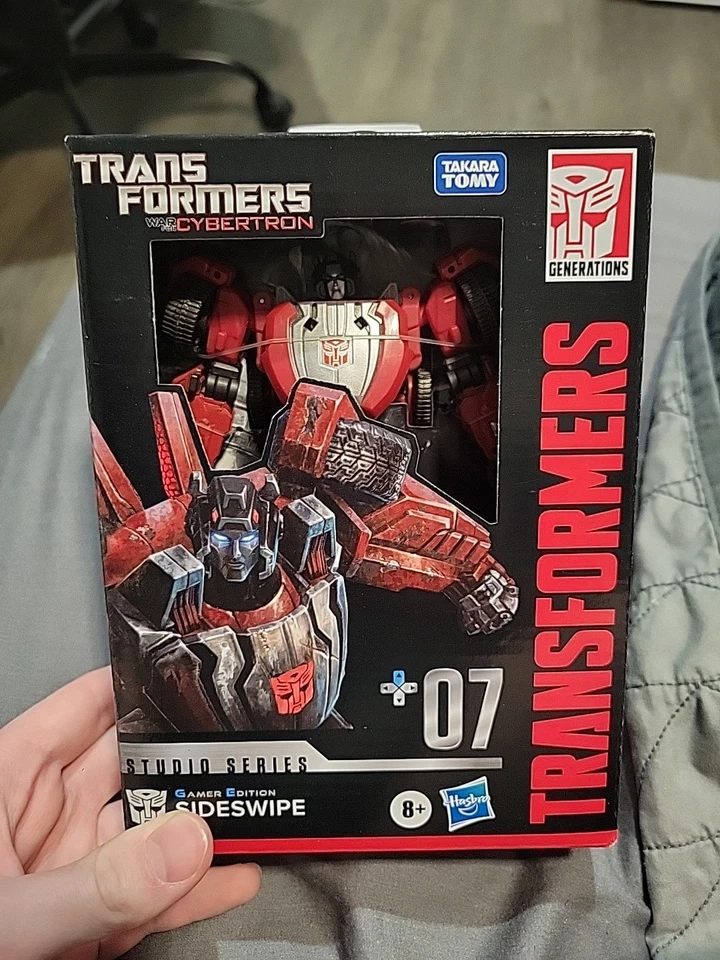 TRANS
FORMERS
WAR FOR CYBERTRON
TAKARA
TOMY
GENERATIONS
TRANSFORMERS
+07
STUDIO SERIES
GAMER EDITION
SIDESWIPE
8+
Hasbro